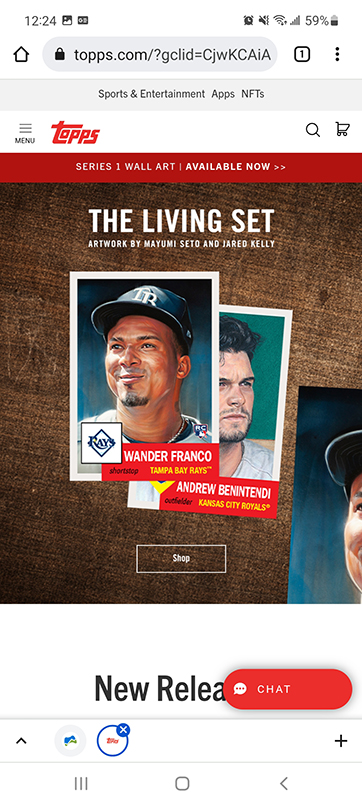 12:24 59%
topps.com/?gclid=CjwKCAiA 1
Sports & Entertainment Apps NFTs
MENU topps
SERIES 1 WALL ART | AVAILABLE NOW >>
THE LIVING SET
ARTWORK BY MAYUMI SETO AND JARED KELLY
TB
RC
RAYS
WANDER FRANCO
shortstop TAMPA BAY RAYS™
ANDREW BENINTENDI
outfielder KANSAS CITY ROYALS®
Shop
New Relea
CHAT
topps